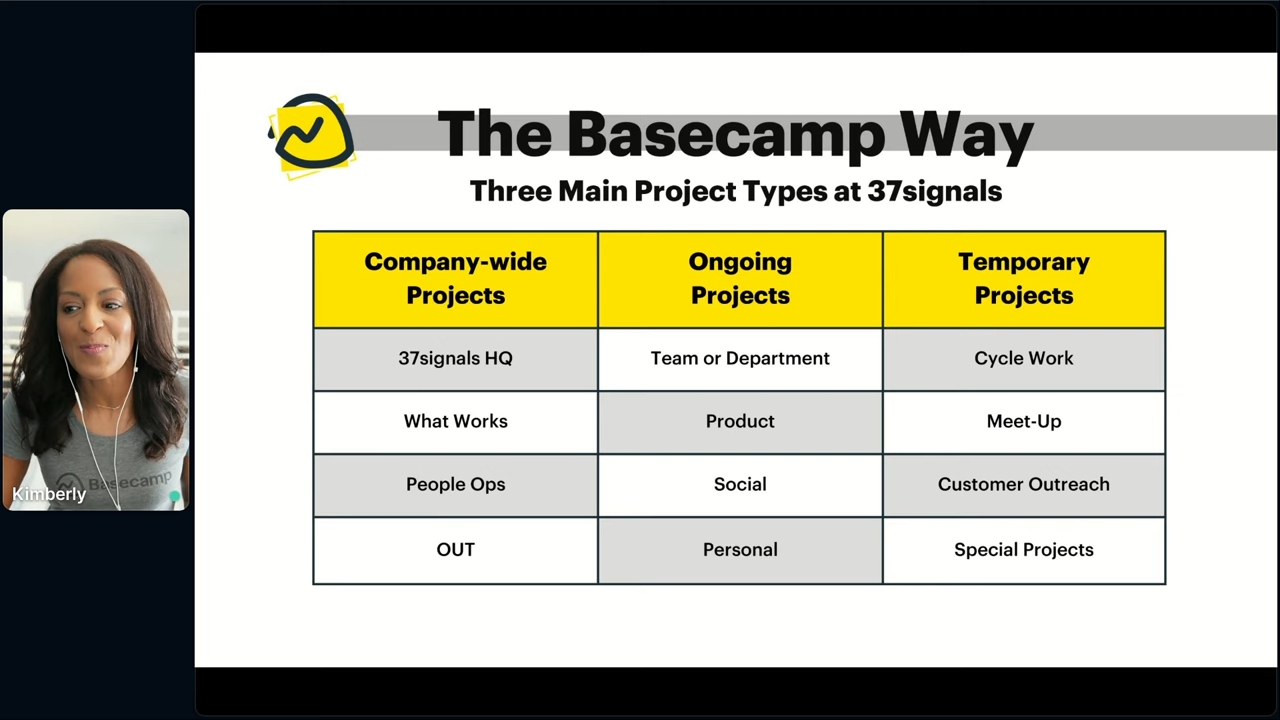 The Basecamp Way
Three Main Project Types at 37signals
Company-wide
Projects
Ongoing
Projects
Temporary
Projects
37signals HQ
Team or Department
Cycle Work
What Works
Product
Meet-Up
People Ops
Social
Customer Outreach
OUT
Personal
Special Projects
Basecamp
Kimberly